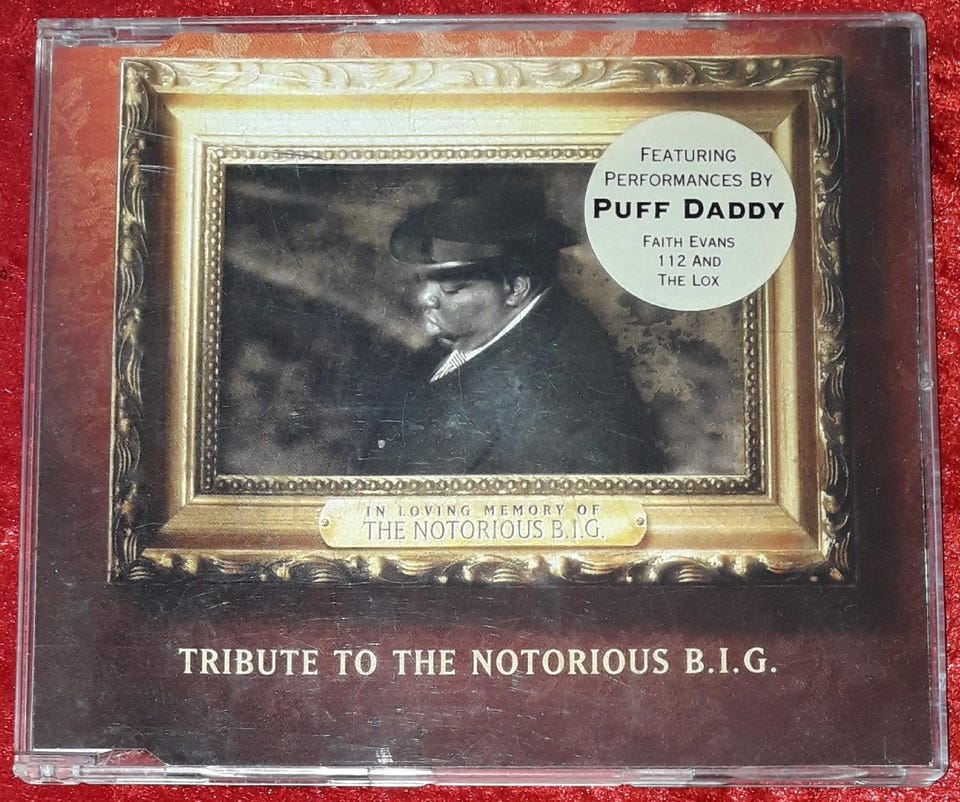 FEATURING
PERFORMANCES BY
PUFF DADDY
FAITH EVANS
112 AND
THE LOX
IN LOVING MEMORY OF
THE NOTORIOUS B.I.G.
TRIBUTE TO THE NOTORIOUS B.I.G.